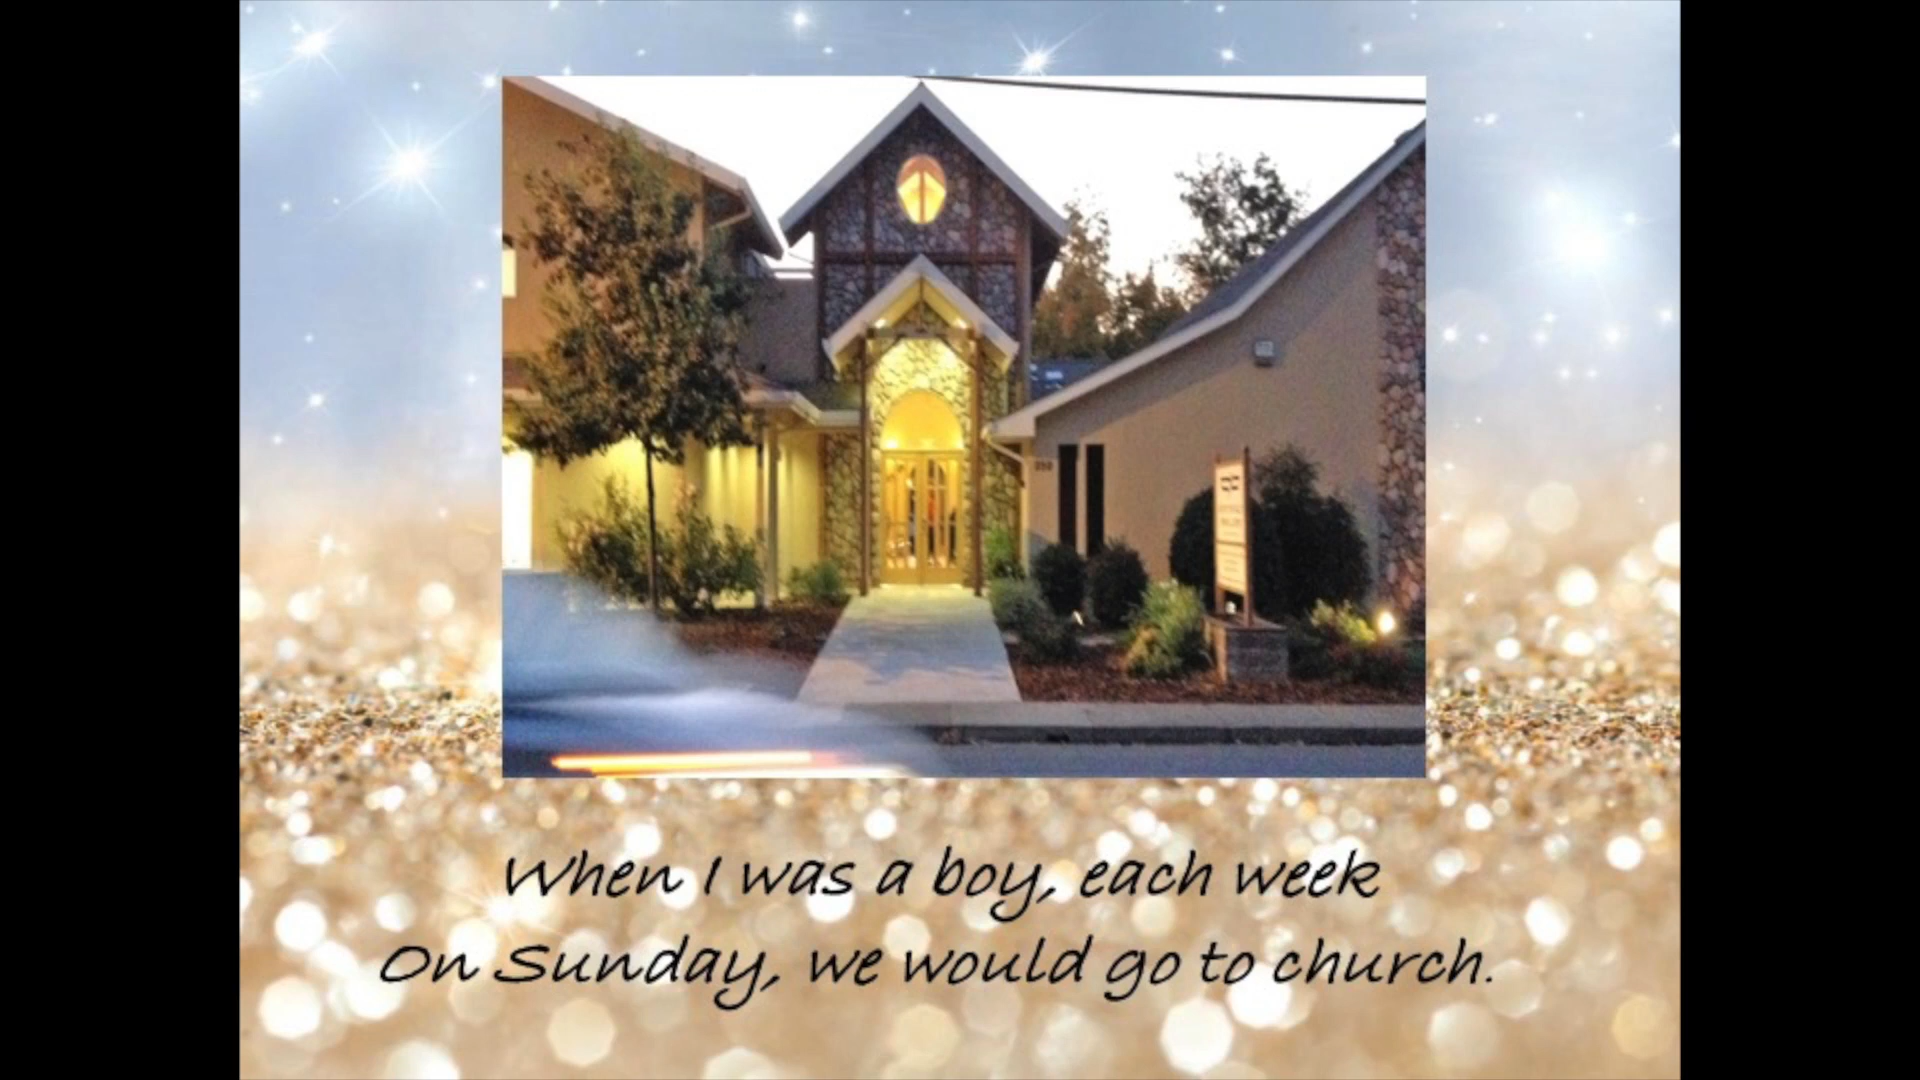 When I was a boy, each week
On Sunday, we would go to church.